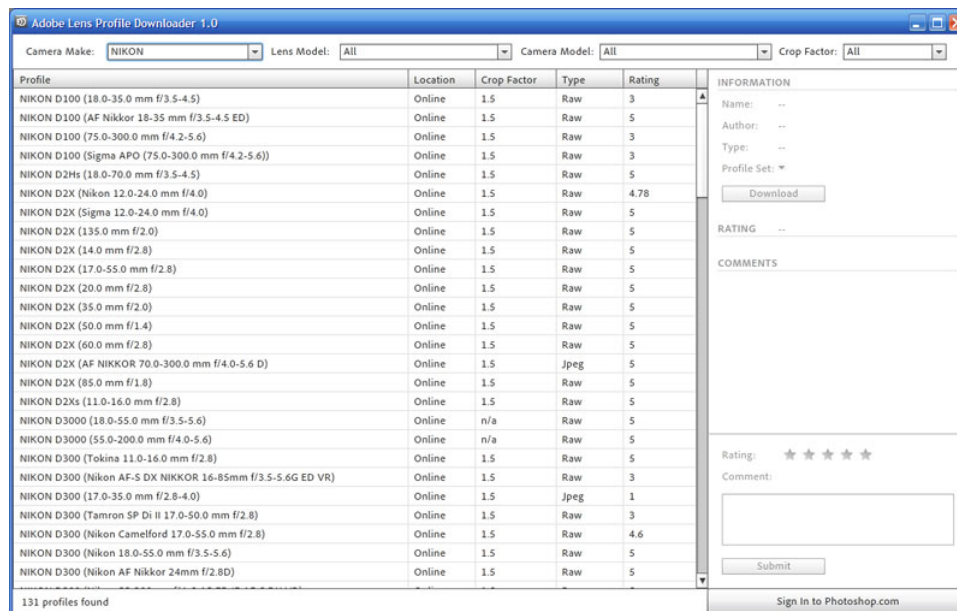 Adobe Lens Profile Downloader 1.0
Camera Make: NIKON Lens Model: All Camera Model: All Crop Factor: All
Profile Location Crop Factor Type Rating
NIKON D100 (18.0-35.0 mm f/3.5-4.5) Online 1.5 Raw 3
NIKON D100 (AF Nikkor 18-35 mm f/3.5-4.5 ED) Online 1.5 Raw 5
NIKON D100 (75.0-300.0 mm f/4.2-5.6) Online 1.5 Raw 3
NIKON D100 (Sigma APO (75.0-300.0 mm f/4.2-5.6)) Online 1.5 Raw 3
NIKON D2Hs (18.0-70.0 mm f/3.5-4.5) Online 1.5 Raw 5
NIKON D2X (Nikon 12.0-24.0 mm f/4.0) Online 1.5 Raw 4.78
NIKON D2X (Sigma 12.0-24.0 mm f/4.0) Online 1.5 Raw 5
NIKON D2X (135.0 mm f/2.0) Online 1.5 Raw 5
NIKON D2X (14.0 mm f/2.8) Online 1.5 Raw 5
NIKON D2X (17.0-55.0 mm f/2.8) Online 1.5 Raw 5
NIKON D2X (20.0 mm f/2.8) Online 1.5 Raw 5
NIKON D2X (35.0 mm f/2.0) Online 1.5 Raw 5
NIKON D2X (50.0 mm f/1.4) Online 1.5 Raw 5
NIKON D2X (60.0 mm f/2.8) Online 1.5 Raw 5
NIKON D2X (AF NIKKOR 70.0-300.0 mm f/4.0-5.6 D) Online 1.5 Jpeg 5
NIKON D2X (85.0 mm f/1.8) Online 1.5 Raw 5
NIKON D2Xs (11.0-16.0 mm f/2.8) Online 1.5 Raw 5
NIKON D3000 (18.0-55.0 mm f/3.5-5.6) Online n/a Raw 5
NIKON D3000 (55.0-200.0 mm f/4.0-5.6) Online n/a Raw 5
NIKON D300 (Tokina 11.0-16.0 mm f/2.8) Online 1.5 Raw 5
NIKON D300 (Nikon AF-S DX NIKKOR 16-85mm f/3.5-5.6G ED VR) Online 1.5 Raw 3
NIKON D300 (17.0-35.0 mm f/2.8-4.0) Online 1.5 Jpeg 1
NIKON D300 (Tamron SP Di II 17.0-50.0 mm f/2.8) Online 1.5 Raw 3
NIKON D300 (Nikon Camelford 17.0-55.0 mm f/2.8) Online 1.5 Raw 4.6
NIKON D300 (Nikon 18.0-55.0 mm f/3.5-5.6) Online 1.5 Raw 5
NIKON D300 (Nikon AF Nikkor 24mm f/2.8D) Online 1.5 Raw 5
131 profiles found
INFORMATION
Name: --
Author: --
Type: --
Profile Set:
Download
RATING --
COMMENTS
Rating:
Comment:
Submit
Sign In to Photoshop.com